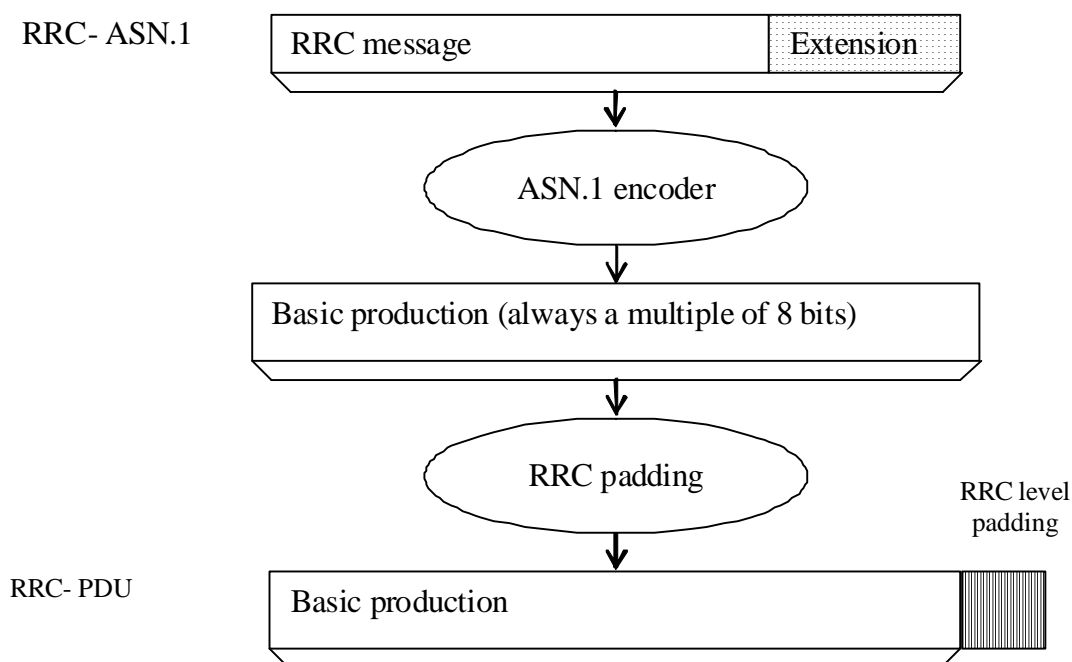 RRC- ASN.1
RRC message
Extension
ASN.1 encoder
Basic production (always a multiple of 8 bits)
RRC padding
RRC level
padding
RRC- PDU
Basic production